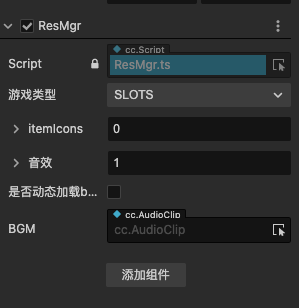 ResMgr
cc.Script
Script
ResMgr.ts
游戏类型
SLOTS
itemIcons
0
音效
1
是否动态加载b...
cc.AudioClip
BGM
cc.AudioClip
添加组件